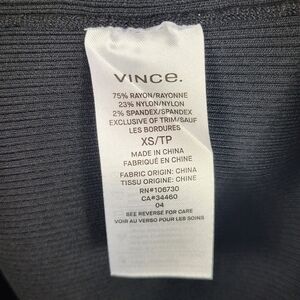 VINCE.
75% RAYON/RAYONNE
23% NYLON/NYLON
2% SPANDEX/SPANDEX
EXCLUSIVE OF TRIM/SAUF
LES BORDURES
XS/TP
MADE IN CHINA
FABRIQUÉ EN CHINE
FABRIC ORIGIN: CHINA
TISSU ORIGINE: CHINE
RN#106730
CA#34460
04
SEE REVERSE FOR CARE
VOIR AU VERSO POUR LES SOINS